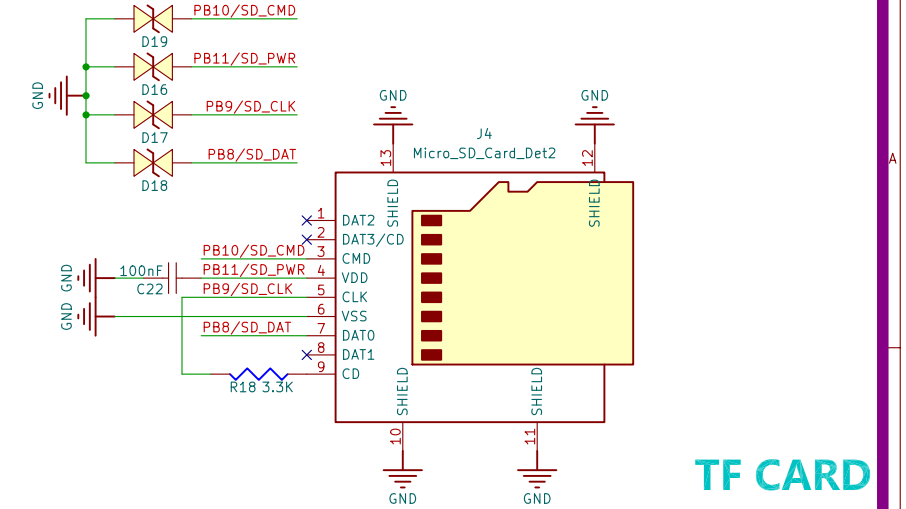 PB10/SD_CMD
D19
PB11/SD_PWR
D16
GND
PB9/SD_CLK
D17
PB8/SD_DAT
D18
GND
GND
J4
Micro_SD_Card_Det2
13
12
SHIELD
SHIELD
1 DAT2
2 DAT3/CD
PB10/SD_CMD 3 CMD
GND 100nF PB11/SD_PWR 4 VDD
C22 PB9/SD_CLK 5 CLK
GND 6 VSS
PB8/SD_DAT 7 DAT0
8 DAT1
9 CD
R18 3.3K
SHIELD
SHIELD
10
11
GND
GND
A
TF CARD